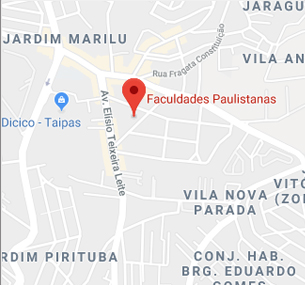 JARAGU
JARDIM MARILU
Rua Fragata Constituição
VILA AN
Faculdades Paulistanas
Dicico - Taipas
Av. Elísio Teixeira Leite
VILA NOVA
PARADA
VITÓ
(ZO
RDIM PIRITUBA
CONJ. HAB.
BRG. EDUARDO
GOMES